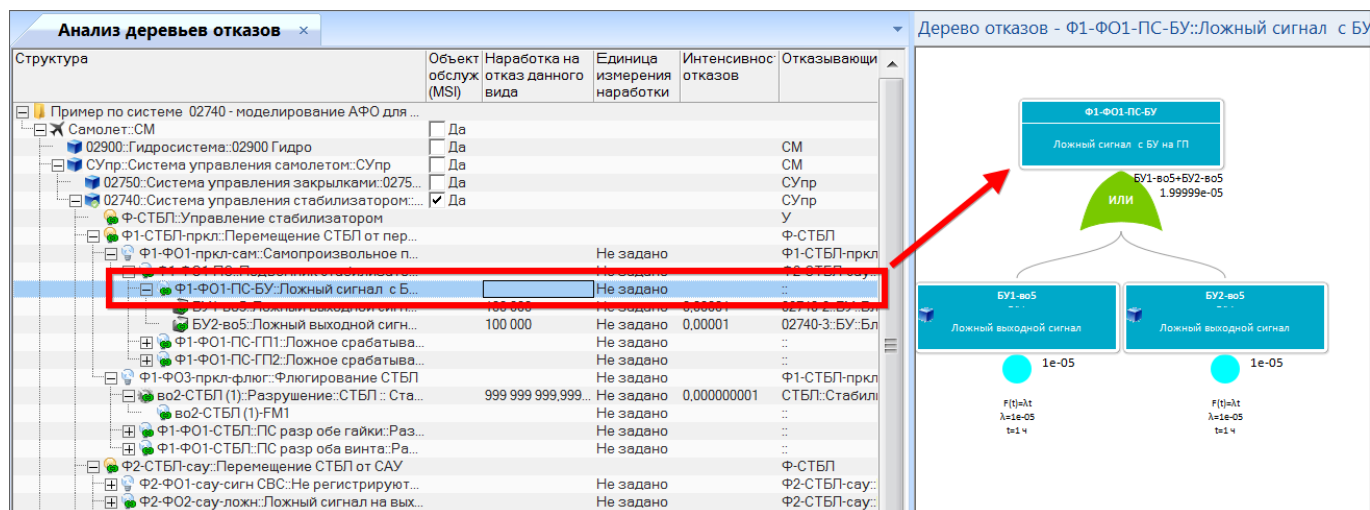 Анализ деревьев отказов ×
Структура
Объект обслуж (MSI)
Наработка на отказ данного вида
Единица измерения наработки
Интенсивнос отказов
Отказывающи
Пример по системе 02740 - моделирование АФО для ...
Самолет::СМ Да
02900::Гидросистема::02900 Гидро Да СМ
СУпр::Система управления самолетом::СУпр Да СМ
02750::Система управления закрылками::0275... Да СУпр
02740::Система управления стабилизатором::... Да СУпр
Ф-СТБЛ::Управление стабилизатором У
Ф1-СТБЛ-пркл::Перемещение СТБЛ от пер... Ф-СТБЛ
Ф1-ФО1-пркл-сам::Самопроизвольное п... Не задано Ф1-СТБЛ-пркл
Ф1-ФО1-ПС-БУ::Ложный сигнал с Б... Не задано ::
БУ2-во5::Ложный выходной сигн... 100 000 Не задано 0,00001 02740-3::БУ::Бл
Ф1-ФО1-ПС-ГП1::Ложное срабатыва... Не задано ::
Ф1-ФО1-ПС-ГП2::Ложное срабатыва... Не задано ::
Ф1-ФО3-пркл-флюг::Флюгирование СТБЛ Не задано Ф1-СТБЛ-пркл
во2-СТБЛ (1)::Разрушение::СТБЛ :: Ста... 999 999 999,999... Не задано 0,000000001 СТБЛ::Стабили
во2-СТБЛ (1)-FM1 Не задано ::
Ф1-ФО1-СТБЛ::ПС разр обе гайки::Раз... Не задано ::
Ф1-ФО1-СТБЛ::ПС разр оба винта::Ра... Не задано ::
Ф2-СТБЛ-сау::Перемещение СТБЛ от САУ Ф-СТБЛ
Ф2-ФО1-сау-сигн СВС::Не регистрируют... Не задано Ф2-СТБЛ-сау::
Ф2-ФО2-сау-ложн::Ложный сигнал на вых... Не задано Ф2-СТБЛ-сау::
Дерево отказов - Ф1-ФО1-ПС-БУ::Ложный сигнал с БУ
Ф1-ФО1-ПС-БУ
Ложный сигнал с БУ на ГП
БУ1-во5+БУ2-во5
1.99999e-05
ИЛИ
БУ1-во5
Ложный выходной сигнал
1e-05
F(t)=λt
λ=1e-05
t=1 ч
БУ2-во5
Ложный выходной сигнал
1e-05
F(t)=λt
λ=1e-05
t=1 ч